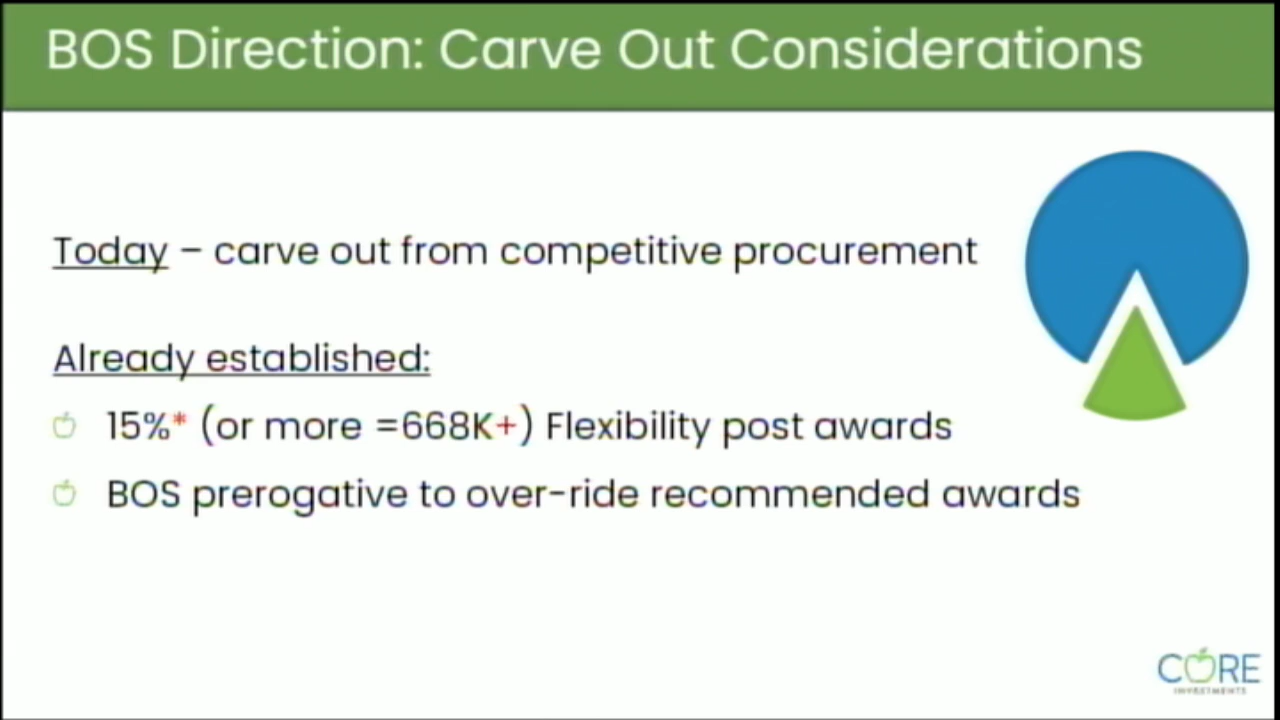 BOS Direction: Carve Out Considerations
Today – carve out from competitive procurement
Already established:
15%* (or more =668K+) Flexibility post awards
BOS prerogative to over-ride recommended awards
CORE
INVESTMENTS